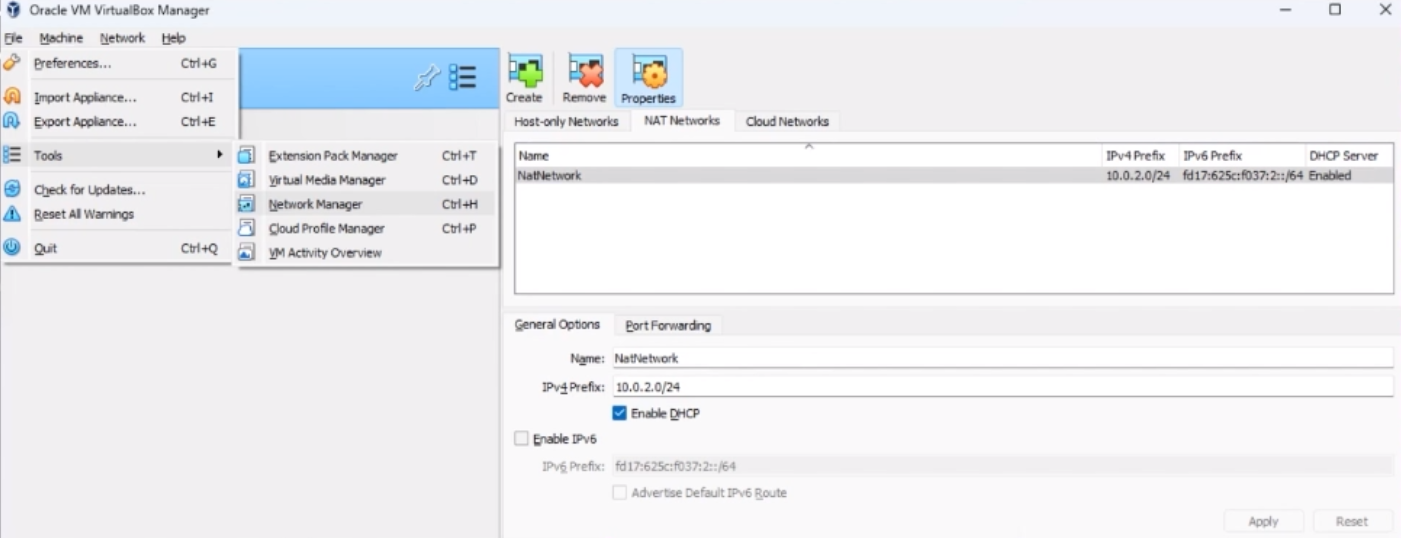 Oracle VM VirtualBox Manager
File Machine Network Help
Preferences... Ctrl+G
Import Appliance... Ctrl+I
Export Appliance... Ctrl+E
Tools
Check for Updates...
Reset All Warnings
Quit Ctrl+Q
Extension Pack Manager Ctrl+T
Virtual Media Manager Ctrl+D
Network Manager Ctrl+H
Cloud Profile Manager Ctrl+P
VM Activity Overview
Create Remove Properties
Host-only Networks NAT Networks Cloud Networks
Name IPv4 Prefix IPv6 Prefix DHCP Server
NatNetwork 10.0.2.0/24 fd17:625c:f037:2::/64 Enabled
General Options Port Forwarding
Name: NatNetwork
IPv4 Prefix: 10.0.2.0/24
Enable DHCP
Enable IPv6
IPv6 Prefix: fd17:625c:f037:2::/64
Advertise Default IPv6 Route
Apply Reset